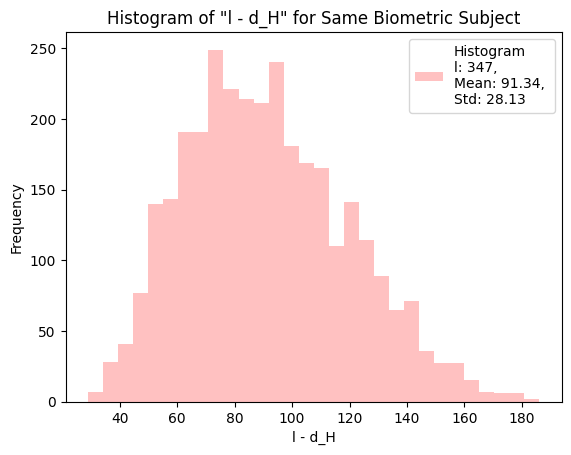 Histogram of "l - d_H" for Same Biometric Subject
Histogram
l: 347,
Mean: 91.34,
Std: 28.13
Frequency
250
200
150
100
50
0
40 60 80 100 120 140 160 180
l - d_H